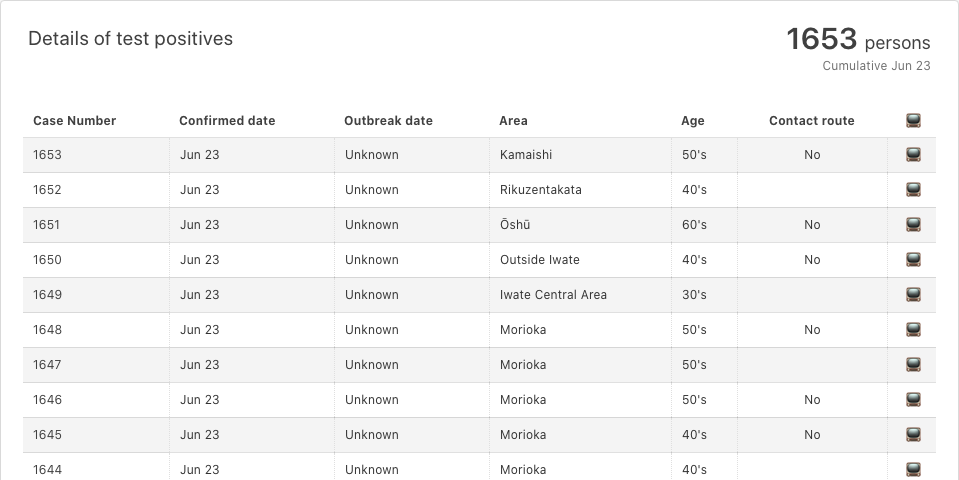 Details of test positives
1653 persons
Cumulative Jun 23
Case Number Confirmed date Outbreak date Area Age Contact route
1653 Jun 23 Unknown Kamaishi 50's No
1652 Jun 23 Unknown Rikuzentakata 40's
1651 Jun 23 Unknown Ōshū 60's No
1650 Jun 23 Unknown Outside Iwate 40's No
1649 Jun 23 Unknown Iwate Central Area 30's
1648 Jun 23 Unknown Morioka 50's No
1647 Jun 23 Unknown Morioka 50's
1646 Jun 23 Unknown Morioka 50's No
1645 Jun 23 Unknown Morioka 40's No
1644 Jun 23 Unknown Morioka 40's